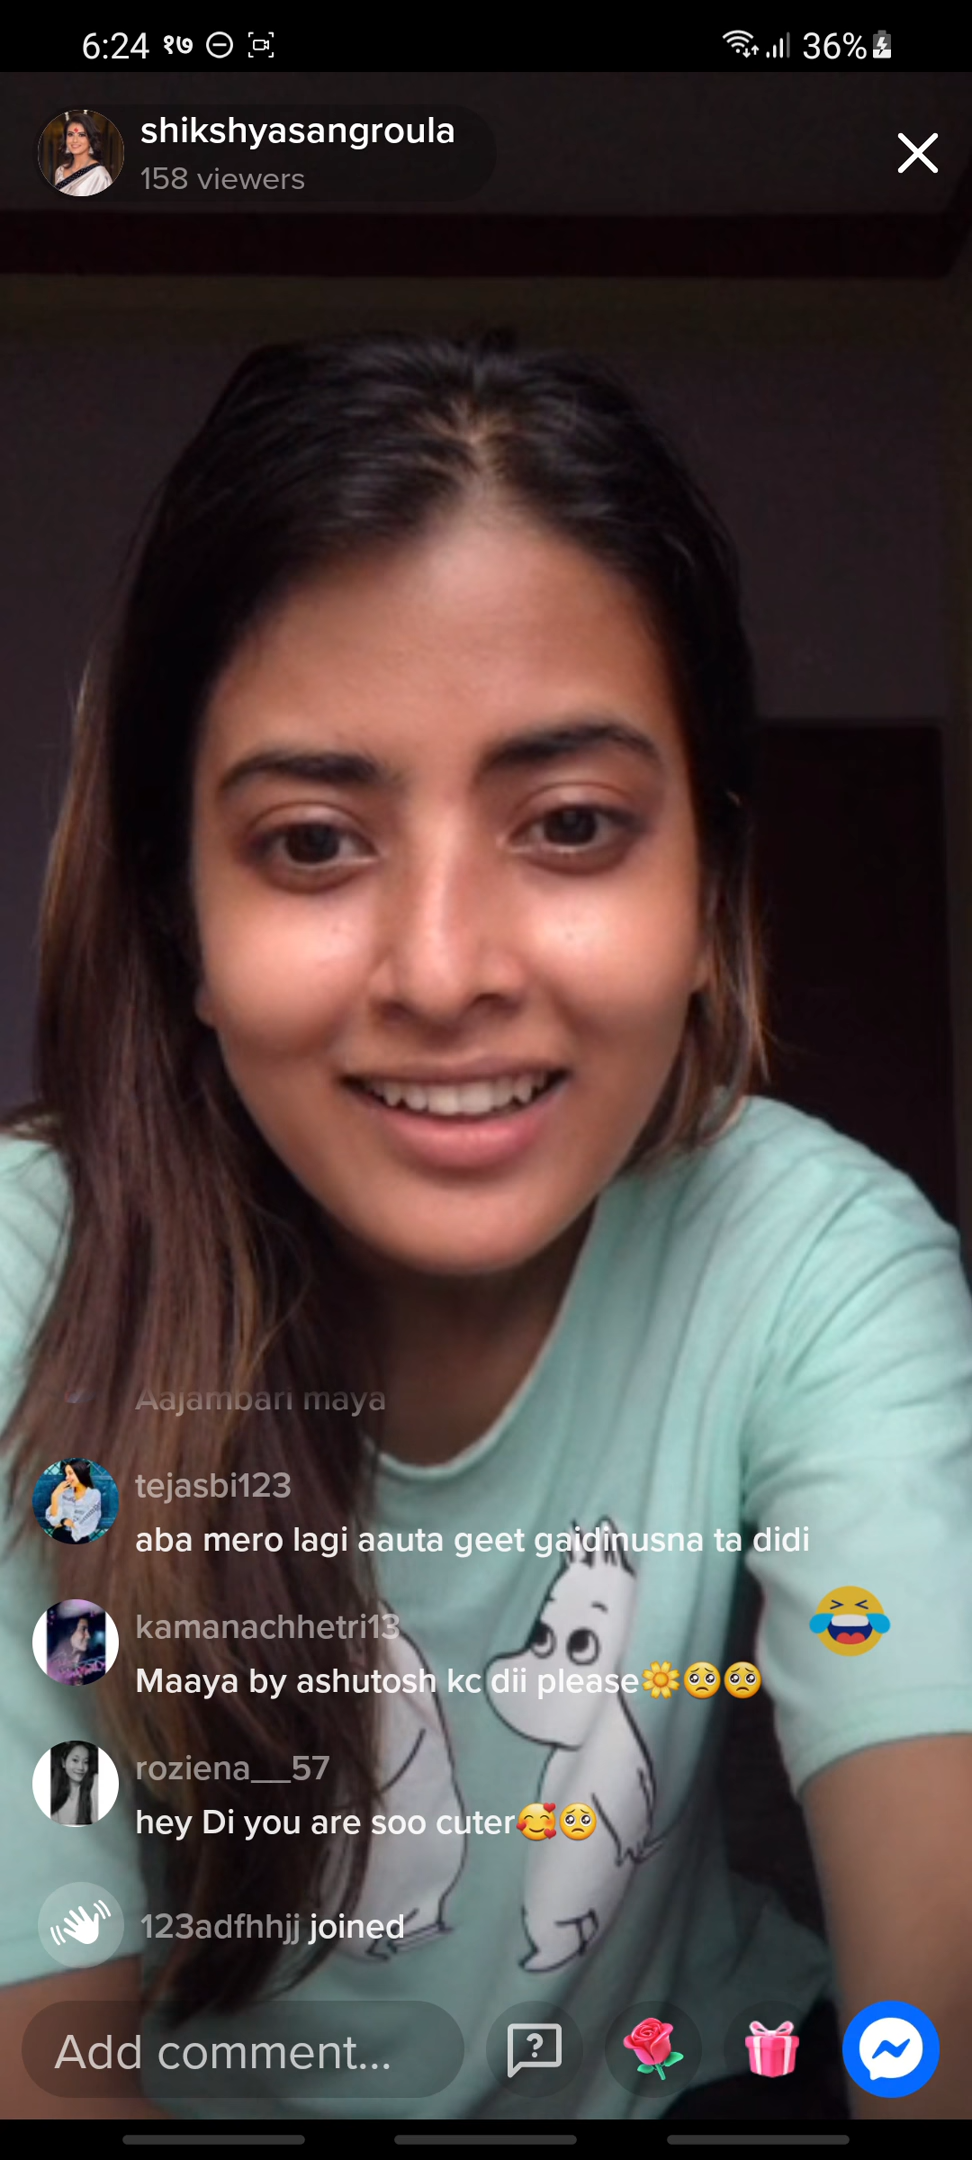 6:24 १७ 36%
shikshyasangroula
158 viewers
Aajambari maya
tejasbi123
aba mero lagi aauta geet gaidinusna ta didi
kamanachhetri13
Maaya by ashutosh kc dii please🌼🥺🥺
roziena__57
hey Di you are soo cuter🥰🥺
123adfhhjj joined
Add comment...